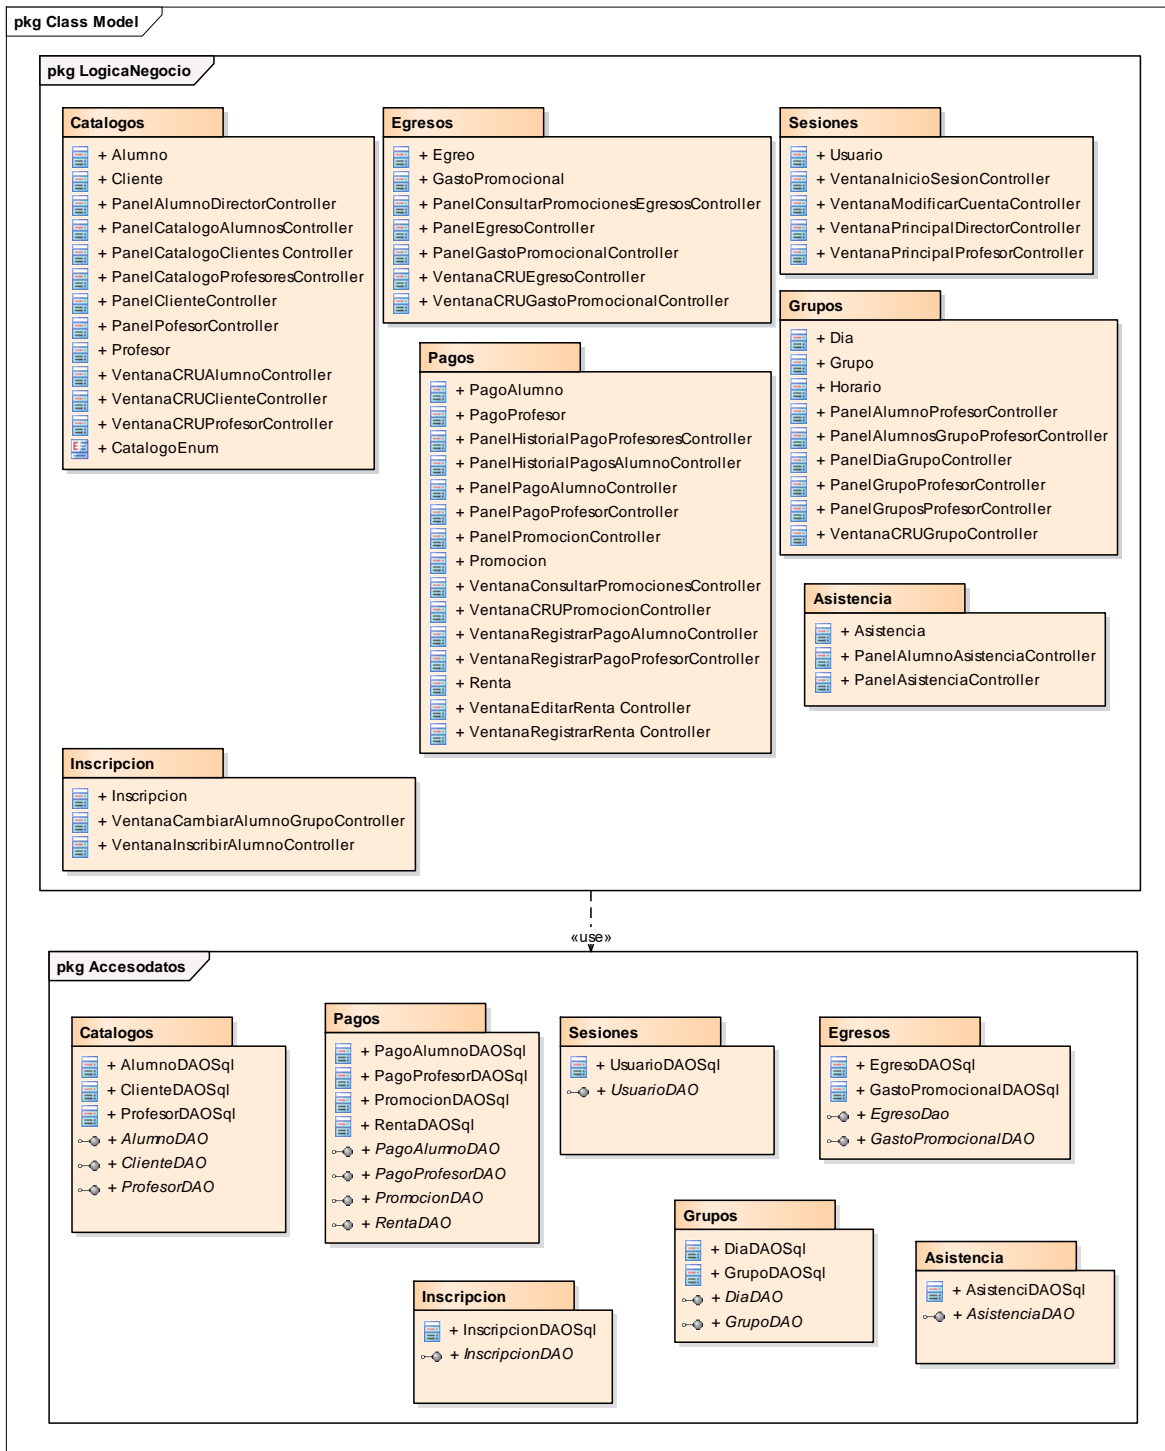 pkg Class Model
pkg LogicaNegocio
Catalogos
+ Alumno
+ Cliente
+ PanelAlumnoDirectorController
+ PanelCatalogoAlumnosController
+ PanelCatalogoClientes Controller
+ PanelCatalogoProfesoresController
+ PanelClienteController
+ PanelPofesorController
+ Profesor
+ VentanaCRUAlumnoController
+ VentanaCRUClienteController
+ VentanaCRUProfesorController
+ CatalogoEnum
Egresos
+ Egreo
+ GastoPromocional
+ PanelConsultarPromocionesEgresosController
+ PanelEgresoController
+ PanelGastoPromocionalController
+ VentanaCRUEgresoController
+ VentanaCRUGastoPromocionalController
Sesiones
+ Usuario
+ VentanaInicioSesionController
+ VentanaModificarCuentaController
+ VentanaPrincipalDirectorController
+ VentanaPrincipalProfesorController
Grupos
+ Dia
+ Grupo
+ Horario
+ PanelAlumnoProfesorController
+ PanelAlumnosGrupoProfesorController
+ PanelDiaGrupoController
+ PanelGrupoProfesorController
+ PanelGruposProfesorController
+ VentanaCRUGrupoController
Pagos
+ PagoAlumno
+ PagoProfesor
+ PanelHistorialPagoProfesoresController
+ PanelHistorialPagosAlumnoController
+ PanelPagoAlumnoController
+ PanelPagoProfesorController
+ PanelPromocionController
+ Promocion
+ VentanaConsultarPromocionesController
+ VentanaCRUPromocionController
+ VentanaRegistrarPagoAlumnoController
+ VentanaRegistrarPagoProfesorController
+ Renta
+ VentanaEditarRenta Controller
+ VentanaRegistrarRenta Controller
Asistencia
+ Asistencia
+ PanelAlumnoAsistenciaController
+ PanelAsistenciaController
Inscripcion
+ Inscripcion
+ VentanaCambiarAlumnoGrupoController
+ VentanaInscribirAlumnoController
«use»
pkg Accesodatos
Catalogos
+ AlumnoDAOSql
+ ClienteDAOSql
+ ProfesorDAOSql
+ AlumnoDAO
+ ClienteDAO
+ ProfesorDAO
Pagos
+ PagoAlumnoDAOSql
+ PagoProfesorDAOSql
+ PromocionDAOSql
+ RentaDAOSql
+ PagoAlumnoDAO
+ PagoProfesorDAO
+ PromocionDAO
+ RentaDAO
Sesiones
+ UsuarioDAOSql
+ UsuarioDAO
Egresos
+ EgresoDAOSql
+ GastoPromocionalDAOSql
+ EgresoDao
+ GastoPromocionalDAO
Grupos
+ DiaDAOSql
+ GrupoDAOSql
+ DiaDAO
+ GrupoDAO
Asistencia
+ AsistenciDAOSql
+ AsistenciaDAO
Inscripcion
+ InscripcionDAOSql
+ InscripcionDAO